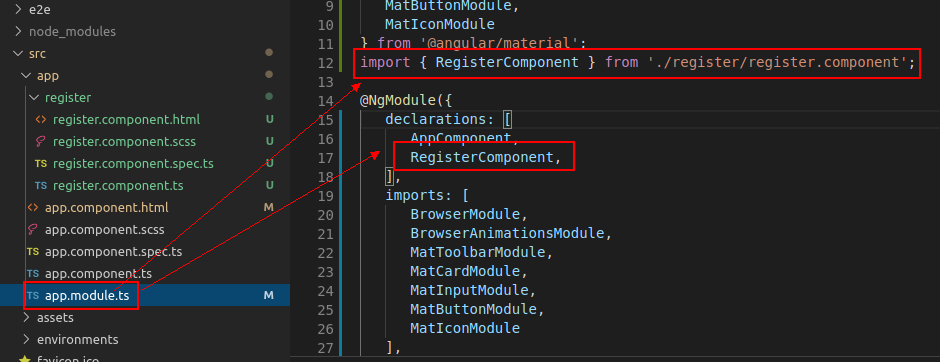 e2e
node_modules
src
app
register
register.component.html U
register.component.scss U
TS register.component.spec.ts U
TS register.component.ts U
app.component.html M
app.component.scss
TS app.component.spec.ts
TS app.component.ts
TS app.module.ts M
assets
environments
favicon.ico
9 MatButtonModule,
10 MatIconModule
11 } from '@angular/material';
12 import { RegisterComponent } from './register/register.component';
13
14 @NgModule({
15 declarations: [
16 AppComponent,
17 RegisterComponent,
18 ],
19 imports: [
20 BrowserModule,
21 BrowserAnimationsModule,
22 MatToolbarModule,
23 MatCardModule,
24 MatInputModule,
25 MatButtonModule,
26 MatIconModule
27 ],